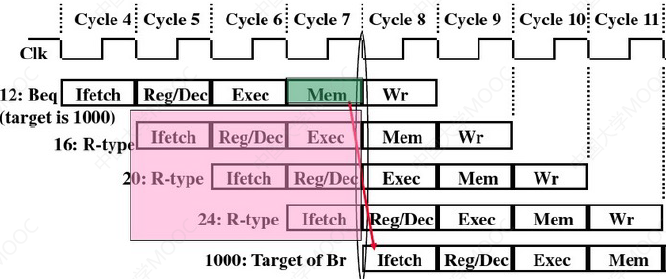 Cycle 4 Cycle 5 Cycle 6 Cycle 7 Cycle 8 Cycle 9 Cycle 10 Cycle 11
Clk
12: Beq Ifetch Reg/Dec Exec Mem Wr
(target is 1000)
16: R-type Ifetch Reg/Dec Exec Mem Wr
20: R-type Ifetch Reg/Dec Exec Mem Wr
24: R-type Ifetch Reg/Dec Exec Mem Wr
1000: Target of Br Ifetch Reg/Dec Exec Mem